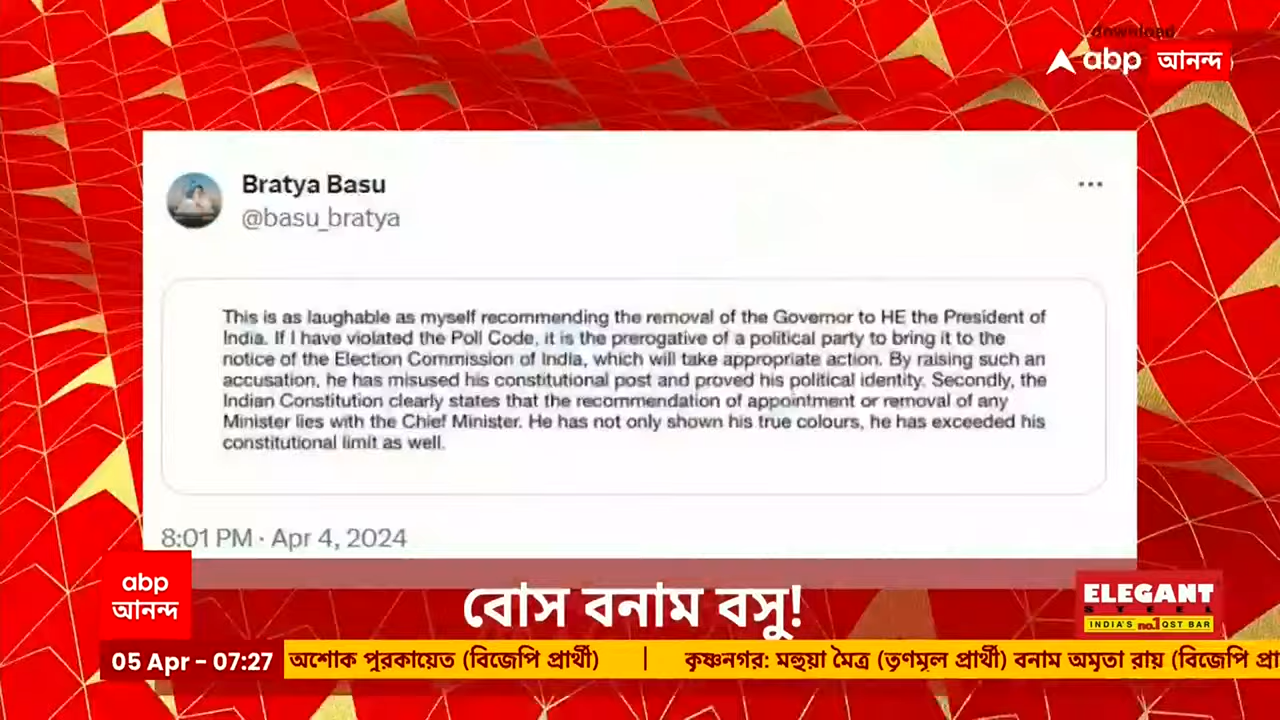 download
abp আনন্দ
Bratya Basu
@basu_bratya
This is as laughable as myself recommending the removal of the Governor to HE the President of
India. If I have violated the Poll Code, it is the prerogative of a political party to bring it to the
notice of the Election Commission of India, which will take appropriate action. By raising such an
accusation, he has misused his constitutional post and proved his political identity. Secondly, the
Indian Constitution clearly states that the recommendation of appointment or removal of any
Minister lies with the Chief Minister. He has not only shown his true colours, he has exceeded his
constitutional limit as well.
8:01 PM · Apr 4, 2024
abp
আনন্দ
বোস বনাম বসু!
ELEGANT
STEEL
INDIA'S no.1 QST BAR
05 Apr - 07:27
অশোক পুরকায়েত (বিজেপি প্রার্থী) | কৃষ্ণনগর: মহুয়া মৈত্র (তৃণমূল প্রার্থী) বনাম অমৃতা রায় (বিজেপি প্রা